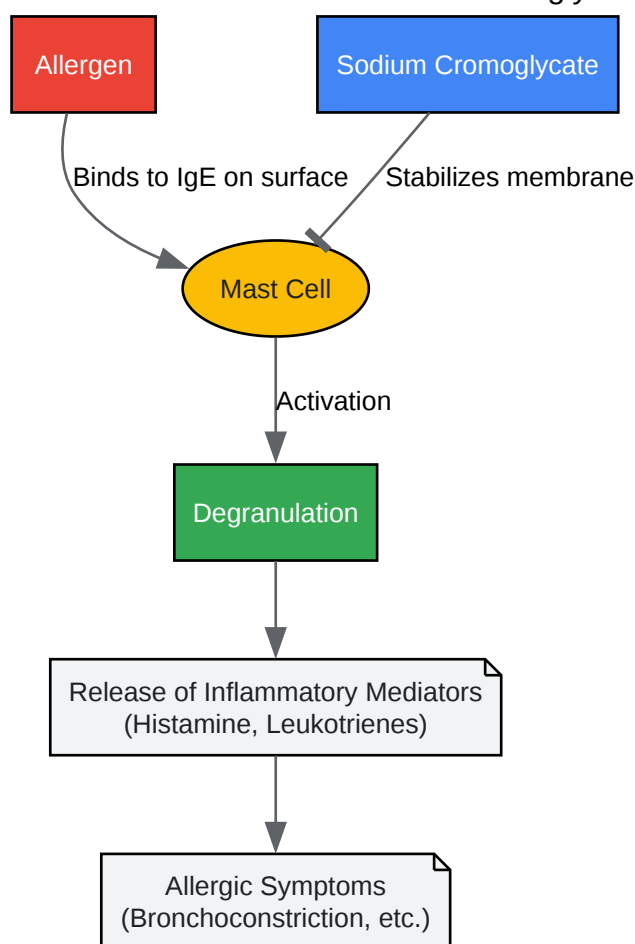 Allergen
Sodium Cromoglycate
Binds to IgE on surface
Stabilizes membrane
Mast Cell
Activation
Degranulation
Release of Inflammatory Mediators
(Histamine, Leukotrienes)
Allergic Symptoms
(Bronchoconstriction, etc.)